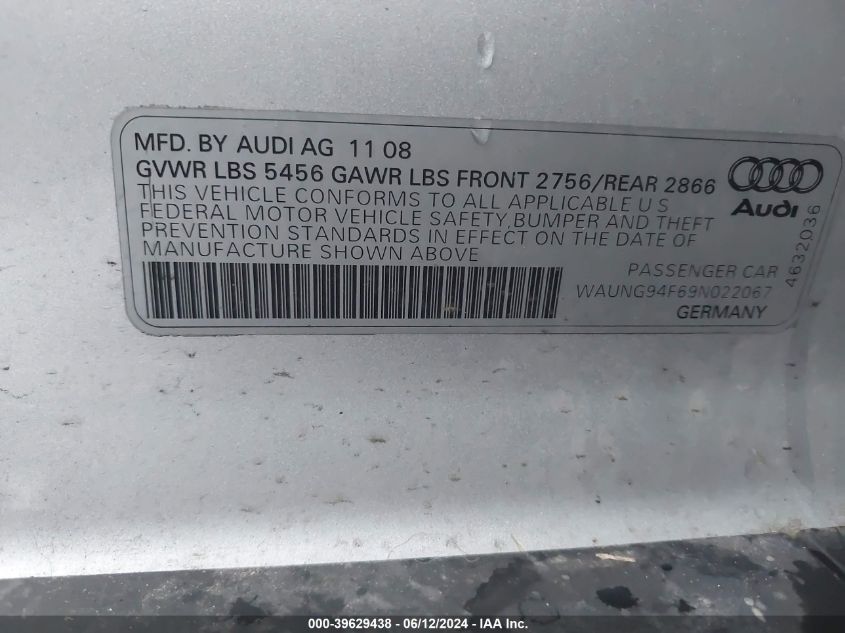 MFD. BY AUDI AG 11 08
GVWR LBS 5456 GAWR LBS FRONT 2756/REAR 2866
THIS VEHICLE CONFORMS TO ALL APPLICABLE U S
FEDERAL MOTOR VEHICLE SAFETY, BUMPER AND THEFT
PREVENTION STANDARDS IN EFFECT ON THE DATE OF
MANUFACTURE SHOWN ABOVE
Audi
4632D36
PASSENGER CAR
WAUNG94F69N022067
GERMANY
000-39629438 - 06/12/2024 - IAA Inc.